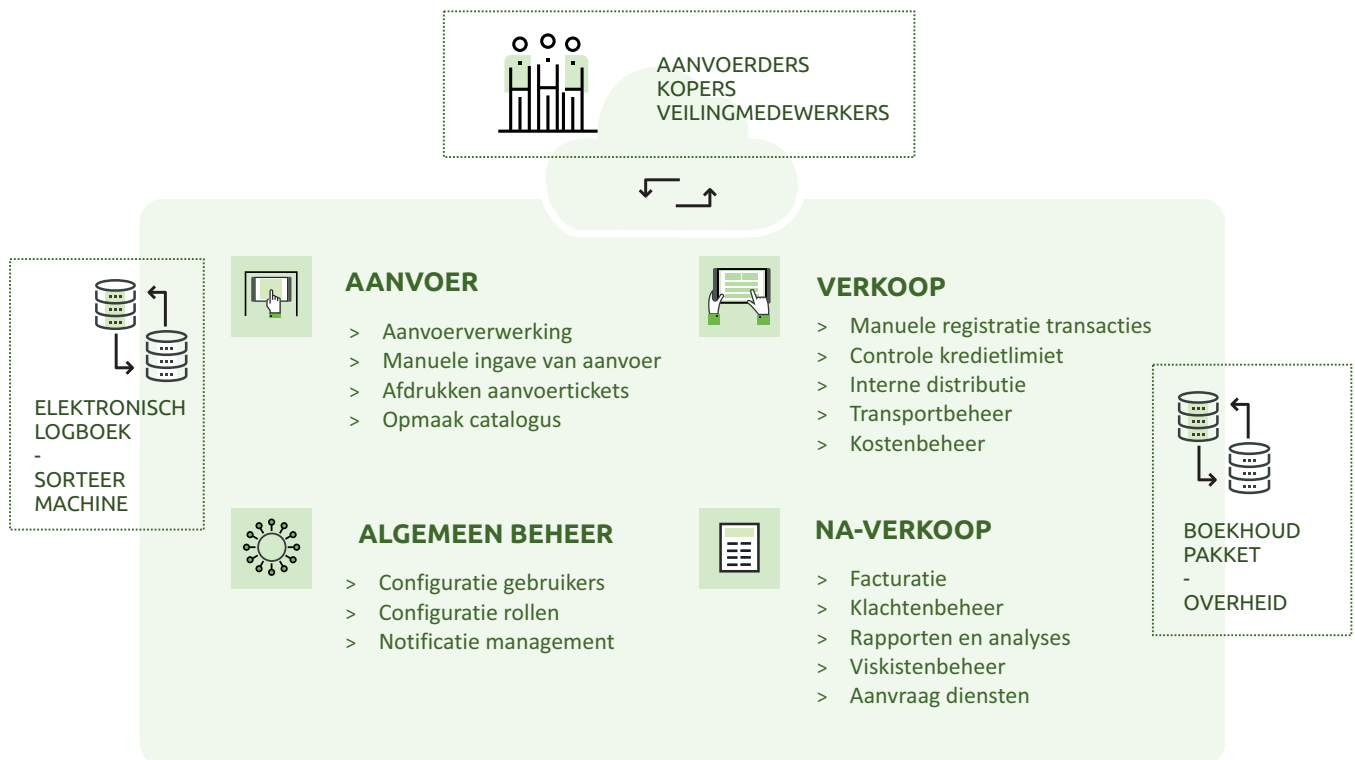 AANVOERDERS
KOPERS
VEILINGMEDEWERKERS
ELEKTRONISCH
LOGBOEK
-
SORTEER
MACHINE
AANVOER
> Aanvoerverwerking
> Manuele ingave van aanvoer
> Afdrukken aanvoertickets
> Opmaak catalogus
VERKOOP
> Manuele registratie transacties
> Controle kredietlimiet
> Interne distributie
> Transportbeheer
> Kostenbeheer
ALGEMEEN BEHEER
> Configuratie gebruikers
> Configuratie rollen
> Notificatie management
NA-VERKOOP
> Facturatie
> Klachtenbeheer
> Rapporten en analyses
> Viskistenbeheer
> Aanvraag diensten
BOEKHOUD
PAKKET
-
OVERHEID